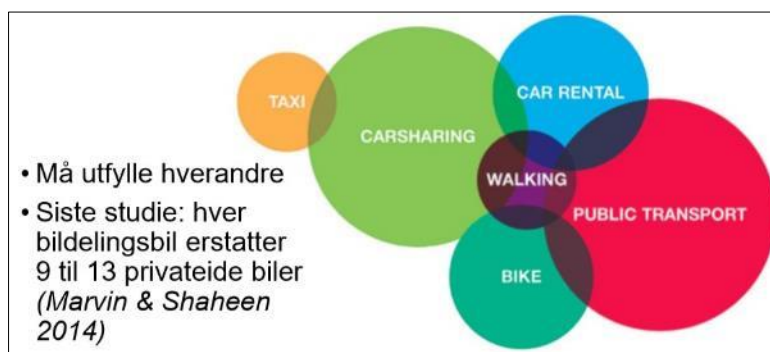 TAXI
CARSHARING
CAR RENTAL
WALKING
PUBLIC TRANSPORT
BIKE
• Må utfylle hverandre
• Siste studie: hver
bildelingsbil erstatter
9 til 13 privateide biler
(Marvin & Shaheen
2014)